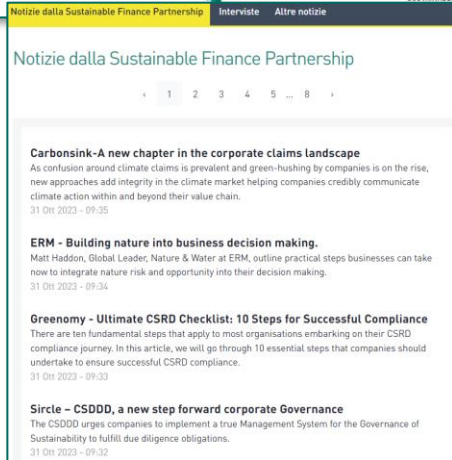 Notizie dalla Sustainable Finance Partnership Interviste Altre notizie
Notizie dalla Sustainable Finance Partnership
‹ 1 2 3 4 5 ... 8 ›
Carbonsink-A new chapter in the corporate claims landscape
As confusion around climate claims is prevalent and green-hushing by companies is on the rise,
new approaches add integrity in the climate market helping companies credibly communicate
climate action within and beyond their value chain.
31 Ott 2023 - 09:35
ERM - Building nature into business decision making.
Matt Haddon, Global Leader, Nature & Water at ERM, outline practical steps businesses can take
now to integrate nature risk and opportunity into their decision making.
31 Ott 2023 - 09:34
Greenomy - Ultimate CSRD Checklist: 10 Steps for Successful Compliance
There are ten fundamental steps that apply to most organisations embarking on their CSRD
compliance journey. In this article, we will go through 10 essential steps that companies should
undertake to ensure successful CSRD compliance.
31 Ott 2023 - 09:33
Sircle – CSDDD, a new step forward corporate Governance
The CSDDD urges companies to implement a true Management System for the Governance of
Sustainability to fulfill due diligence obligations.
31 Ott 2023 - 09:32